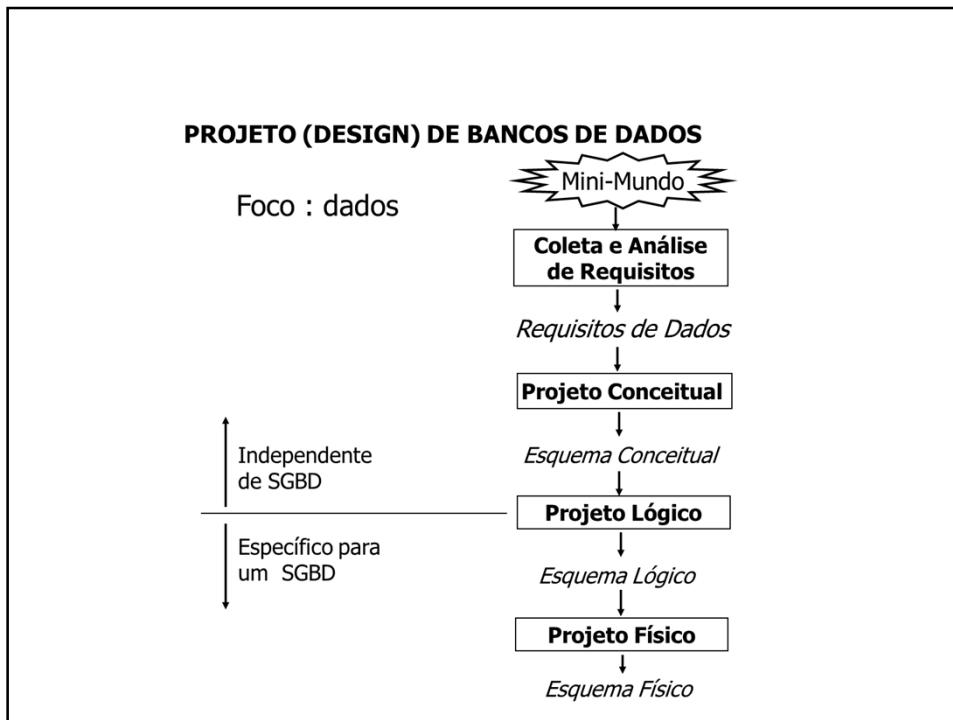 PROJETO (DESIGN) DE BANCOS DE DADOS
Mini-Mundo
Foco : dados
Coleta e Análise
de Requisitos
Requisitos de Dados
Projeto Conceitual
Independente
de SGBD
Esquema Conceitual
Projeto Lógico
Específico para
um SGBD
Esquema Lógico
Projeto Físico
Esquema Físico